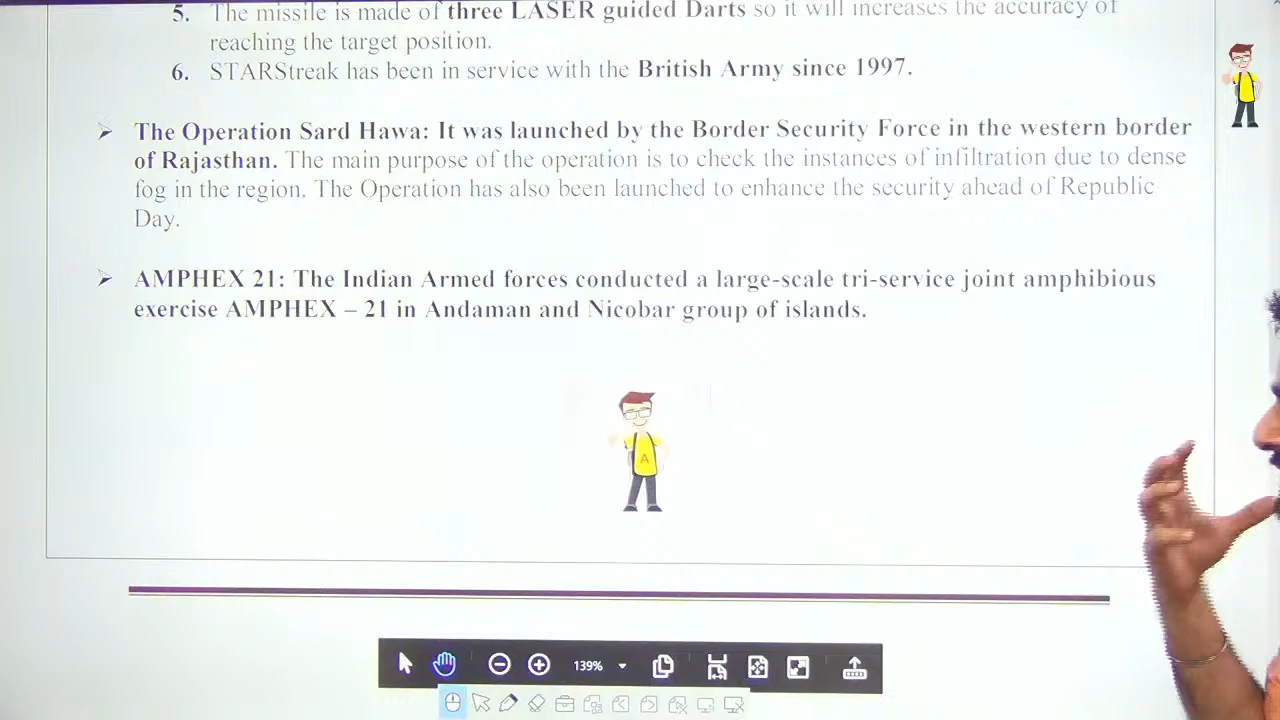 5. The missile is made of three LASER guided Darts so it will increases the accuracy of
reaching the target position.
6. STARStreak has been in service with the British Army since 1997.
➢ The Operation Sard Hawa: It was launched by the Border Security Force in the western border
of Rajasthan. The main purpose of the operation is to check the instances of infiltration due to dense
fog in the region. The Operation has also been launched to enhance the security ahead of Republic
Day.
➢ AMPHEX 21: The Indian Armed forces conducted a large-scale tri-service joint amphibious
exercise AMPHEX – 21 in Andaman and Nicobar group of islands.
A
139%